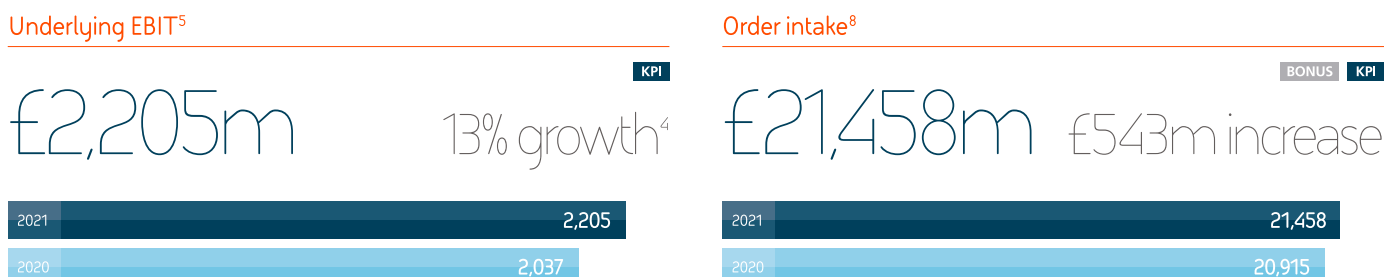 Underlying EBIT5
KPI
£2,205m 13% growth4
2021 2,205
2020 2,037
Order intake8
BONUS KPI
£21,458m £543m increase
2021 21,458
2020 20,915